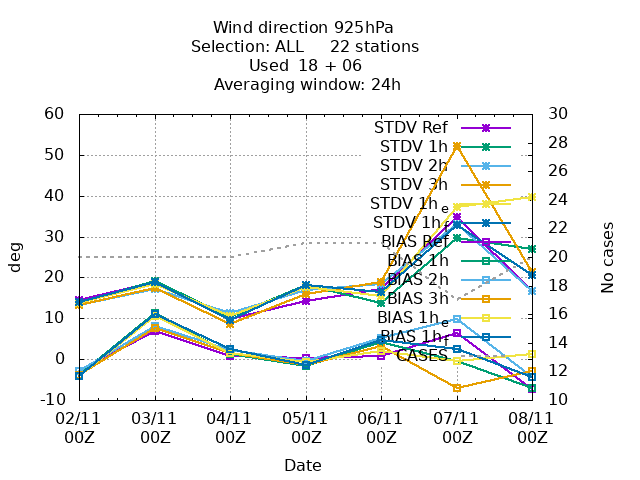 Wind direction 925hPa
Selection: ALL 22 stations
Used 18 + 06
Averaging window: 24h
60
50
40
30
20
10
0
-10
deg
30
28
26
24
22
20
18
16
14
12
10
No cases
STDV Ref
STDV 1h
STDV 2h
STDV 3h
STDV 1he
STDV 1hf
BIAS Ref
BIAS 1h
BIAS 2h
BIAS 3h
BIAS 1he
BIAS 1hf
CASES
02/11 03/11 04/11 05/11 06/11 07/11 08/11
00Z 00Z 00Z 00Z 00Z 00Z 00Z
Date